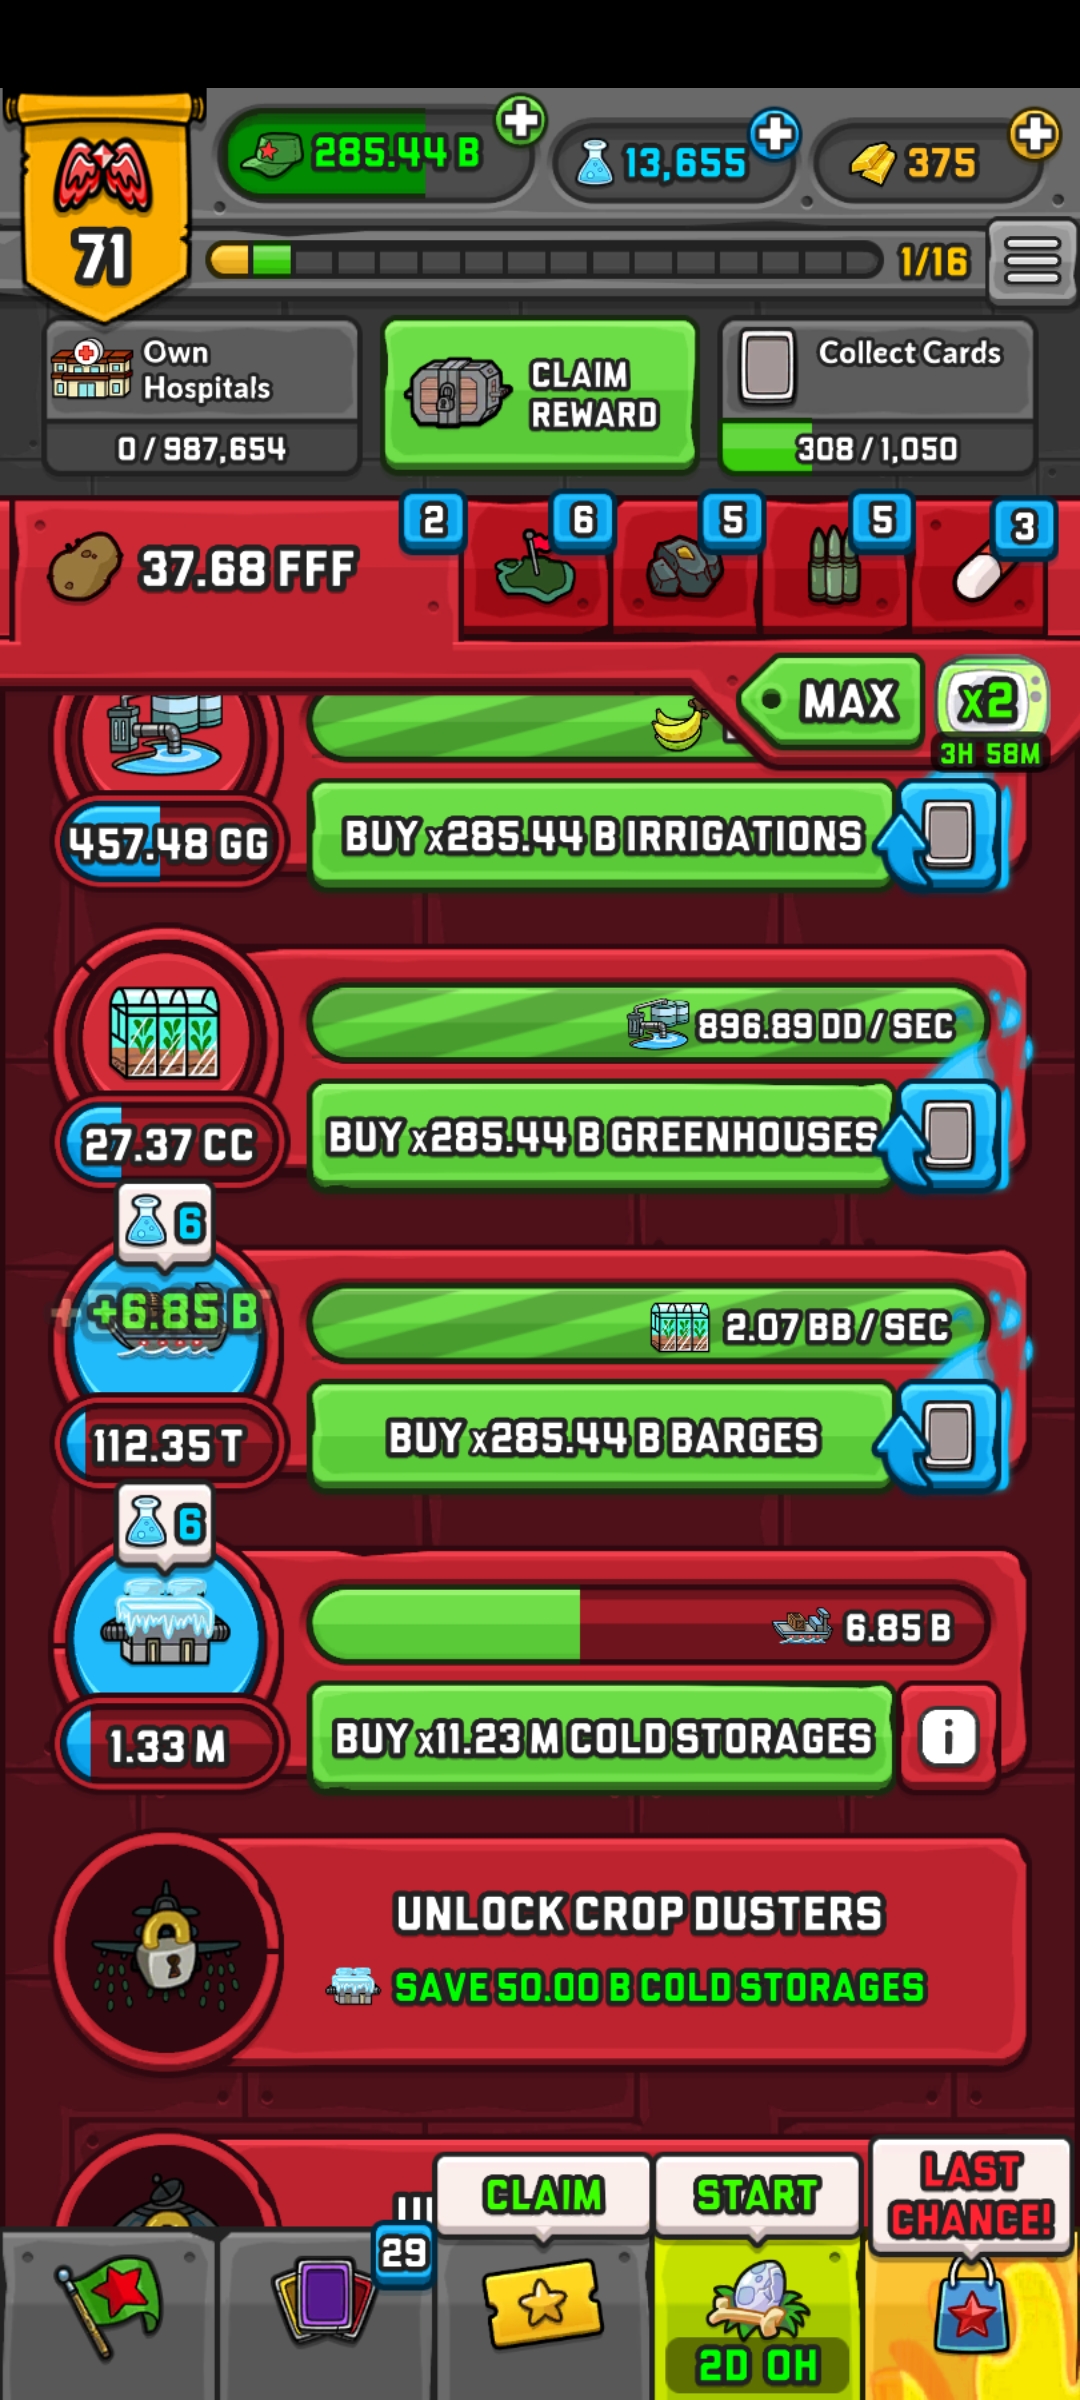 285.44 B
13,655
375
71
1/16
Own
Hospitals
0 / 987,654
CLAIM
REWARD
Collect Cards
308 / 1,050
37.68 FFF
2
6
5
5
3
MAX
x2
3H 58M
457.48 GG
BUY x285.44 B IRRIGATIONS
896.89 DD / SEC
27.37 CC
BUY x285.44 B GREENHOUSES
6
+6.85 B
2.07 BB / SEC
112.35 T
BUY x285.44 B BARGES
6
6.85 B
1.33 M
BUY x11.23 M COLD STORAGES
i
UNLOCK CROP DUSTERS
SAVE 50.00 B COLD STORAGES
CLAIM
START
LAST
CHANCE!
29
2D 0H